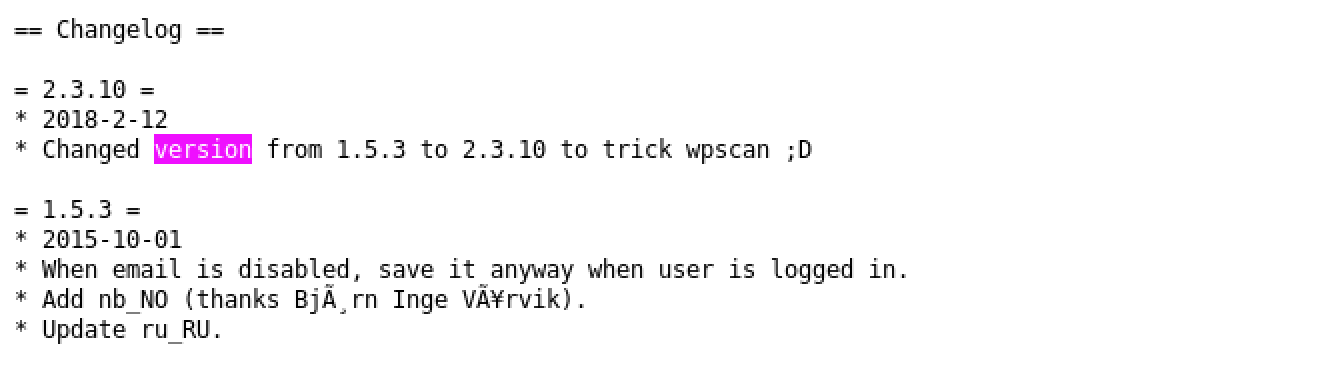 == Changelog ==
= 2.3.10 =
* 2018-2-12
* Changed version from 1.5.3 to 2.3.10 to trick wpscan ;D
= 1.5.3 =
* 2015-10-01
* When email is disabled, save it anyway when user is logged in.
* Add nb_NO (thanks BjÃ¸rn Inge VÃ¥rvik).
* Update ru_RU.